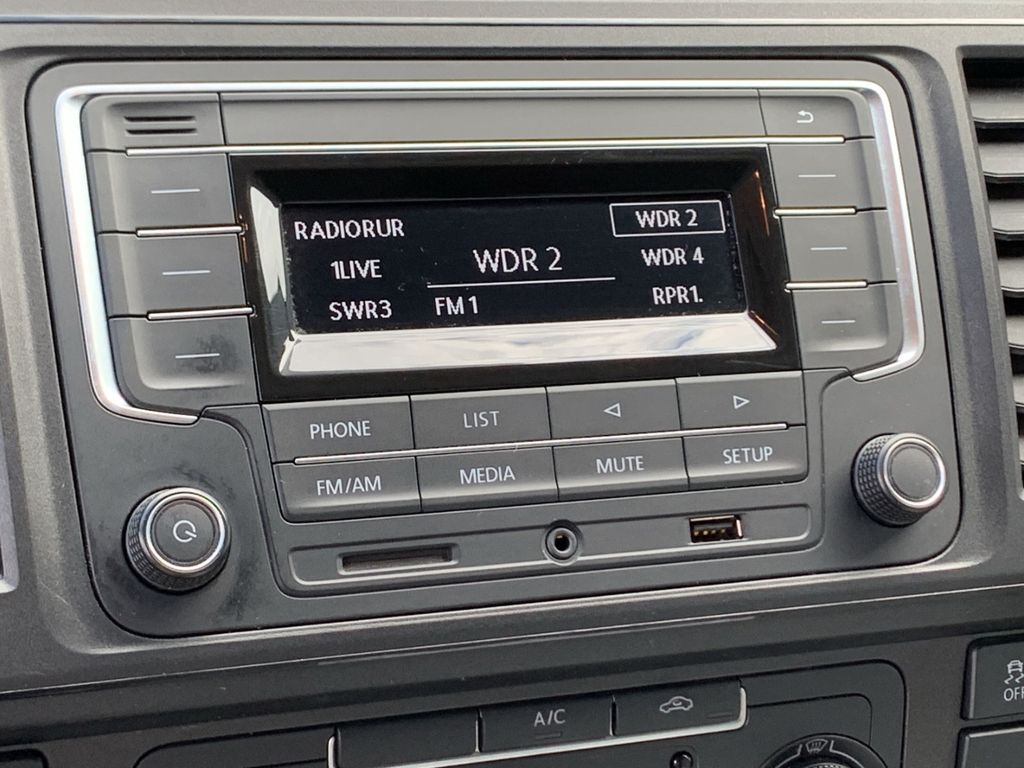 RADIORUR
WDR 2
1LIVE
WDR 2
WDR 4
SWR3
FM 1
RPR1.
PHONE
LIST
FM/AM
MEDIA
MUTE
SETUP
A/C
OFF